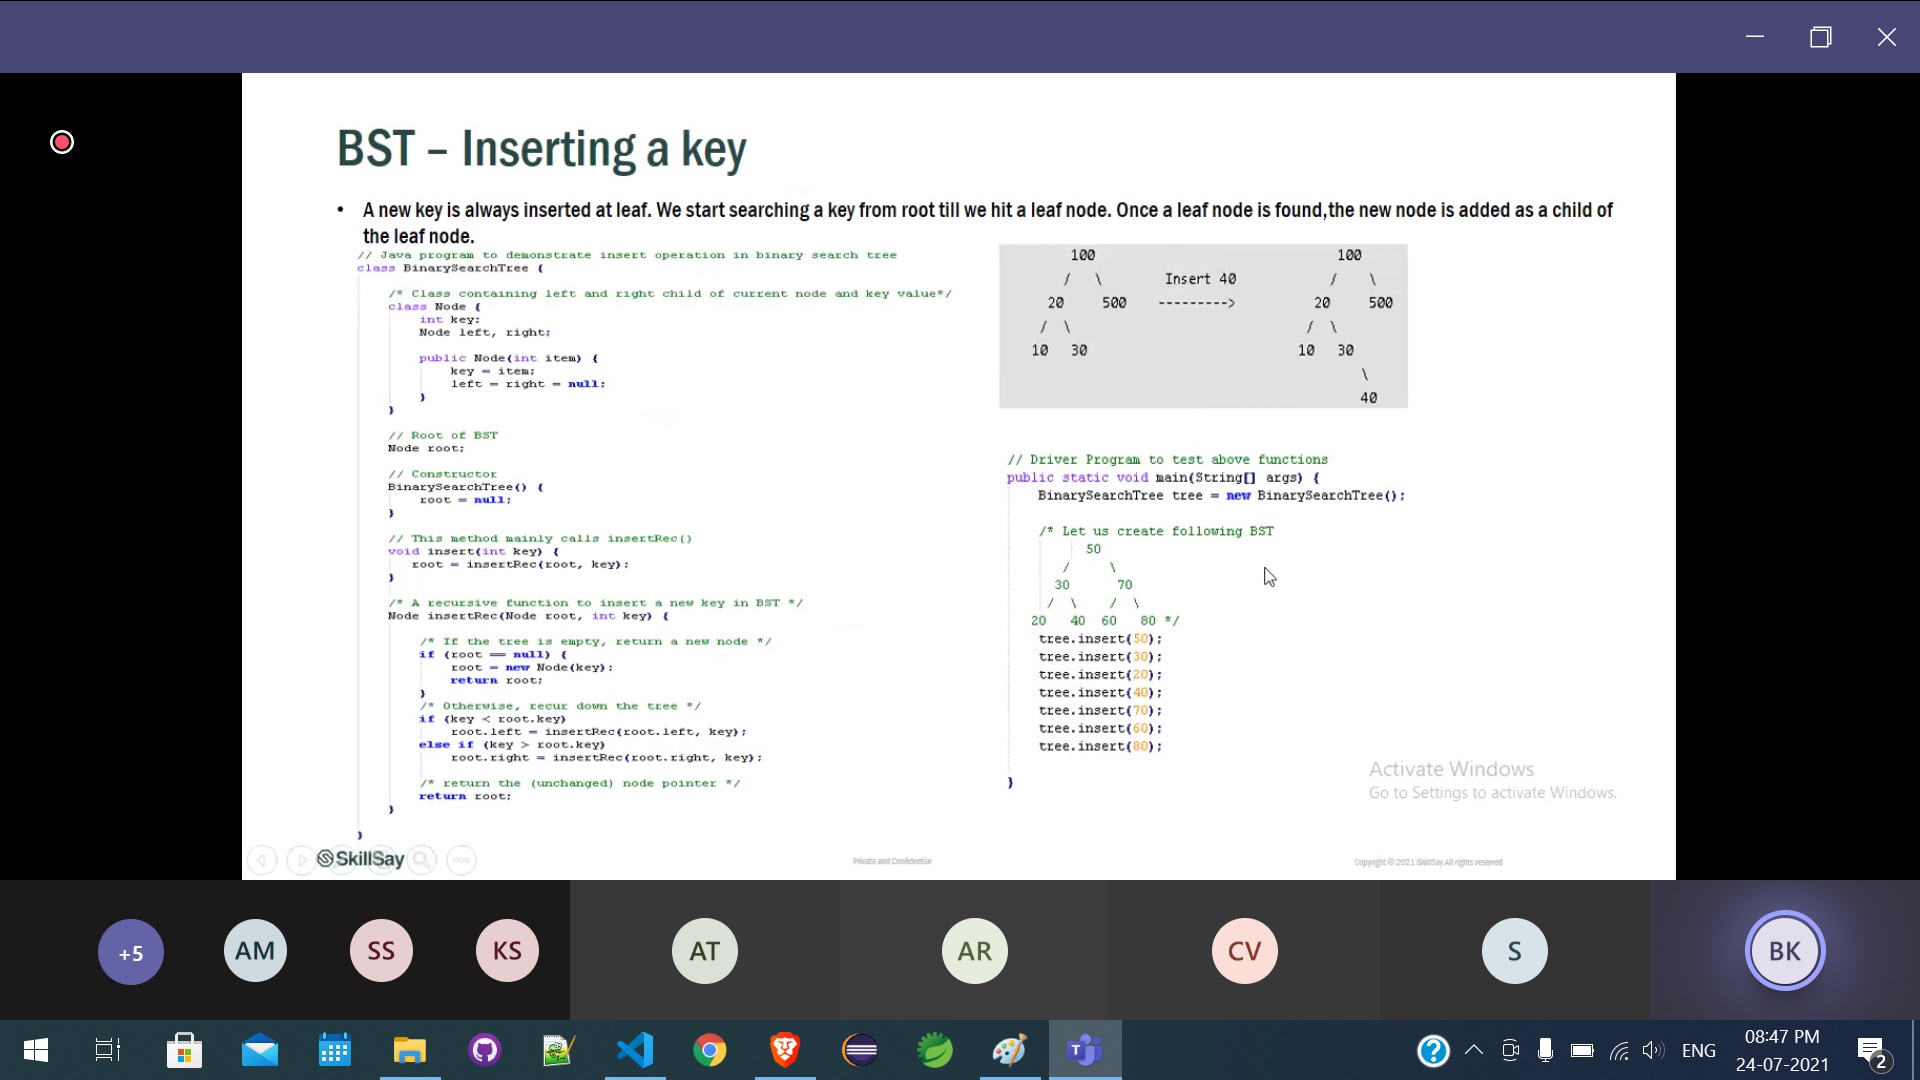 BST – Inserting a key
• A new key is always inserted at leaf. We start searching a key from root till we hit a leaf node. Once a leaf node is found,the new node is added as a child of
the leaf node.
// Java program to demonstrate insert operation in binary search tree
class BinarySearchTree {
/* Class containing left and right child of current node and key value*/
class Node {
int key;
Node left, right;
public Node(int item) {
key = item;
left = right = null;
}
}
// Root of BST
Node root;
// Constructor
BinarySearchTree() {
root = null;
}
// This method mainly calls insertRec()
void insert(int key) {
root = insertRec(root, key);
}
/* A recursive function to insert a new key in BST */
Node insertRec(Node root, int key) {
/* If the tree is empty, return a new node */
if (root == null) {
root = new Node(key);
return root;
}
/* Otherwise, recur down the tree */
if (key < root.key)
root.left = insertRec(root.left, key);
else if (key > root.key)
root.right = insertRec(root.right, key);
/* return the (unchanged) node pointer */
return root;
}
}
100 100
/ \ Insert 40 / \
20 500 ---------> 20 500
/ \ / \
10 30 10 30
\
40
// Driver Program to test above functions
public static void main(String[] args) {
BinarySearchTree tree = new BinarySearchTree();
/* Let us create following BST
50
/ \
30 70
/ \ / \
20 40 60 80 */
tree.insert(50);
tree.insert(30);
tree.insert(20);
tree.insert(40);
tree.insert(70);
tree.insert(60);
tree.insert(80);
}
Activate Windows
Go to Settings to activate Windows.
SkillSay
Private and Confidential
Copyright © 2021 SkillSay All rights reserved
+5 AM SS KS AT AR CV S BK
ENG
08:47 PM
24-07-2021
2